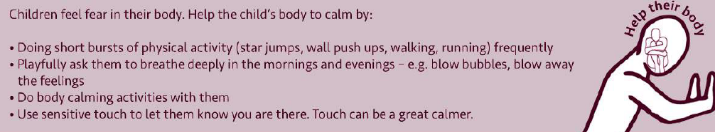 Children feel fear in their body. Help the child's body to calm by:
• Doing short bursts of physical activity (star jumps, wall push ups, walking, running) frequently
• Playfully ask them to breathe deeply in the mornings and evenings – e.g. blow bubbles, blow away
the feelings
• Do body calming activities with them
• Use sensitive touch to let them know you are there. Touch can be a great calmer.
Help their body